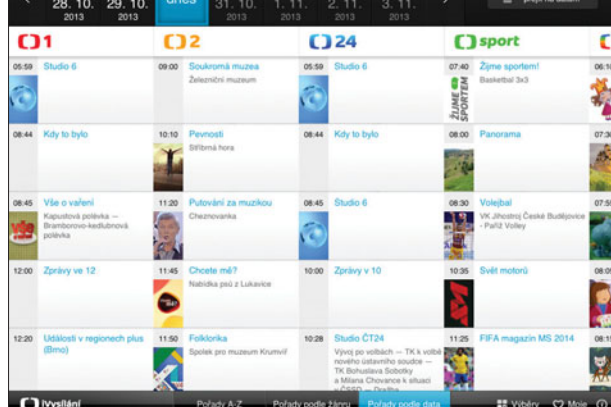 28. 10.
2013
29. 10.
2013
dnes
31. 10.
2013
1. 11.
2013
2. 11.
2013
3. 11.
2013
1
2
24
sport
05:59 Studio 6
09:00 Soukromá muzea
Železniční muzeum
05:59 Studio 6
07:40 Žijme sportem!
Basketbal 3x3
ŽIJME
SPORTEM
08:44 Kdy to bylo
10:10 Pevnosti
Stříbrná hora
08:44 Kdy to bylo
08:00 Panorama
08:45 Vše o vaření
Kapustová polévka —
Bramborovo-kedlubnová
polévka
11:20 Putování za muzikou
Cheznovanka
08:45 Studio 6
08:30 Volejbal
VK Jihostroj České Budějovice
- Paříž Volley
12:00 Zprávy ve 12
11:45 Chcete mě?
Nabídka psů z Lukavice
10:00 Zprávy v 10
10:35 Svět motorů
12:20 Události v regionech plus
(Brno)
11:50 Folklorika
Spolek pro muzeum Krumvíř
10:28 Studio ČT24
Vývoj po volbách — TK k volbě
nového ústavního soudce —
TK Bohuslava Sobotky
a Milana Chovance k situaci
v ČSSD — Dražba
11:25 FIFA magazín MS 2014
iVysílání
Pořady A-Z
Pořady podle žánru
Pořady podle data
Výběry
Moje